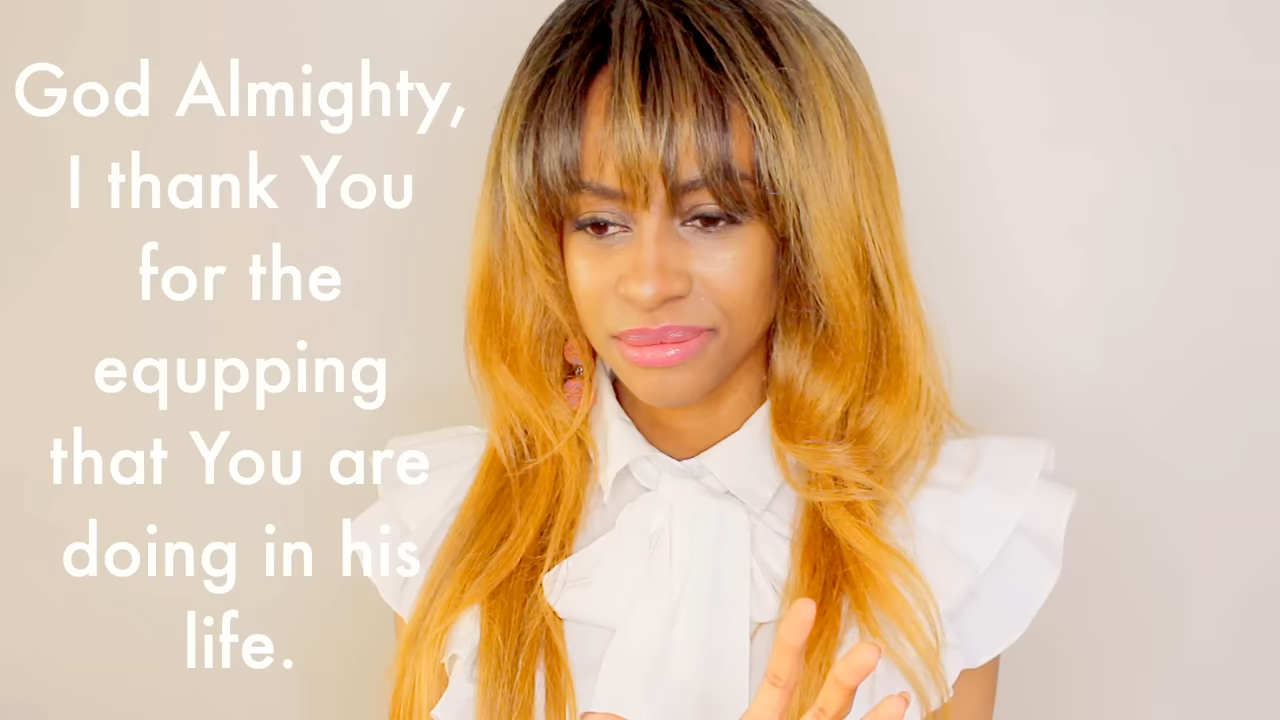 God Almighty,
I thank You
for the
equpping
that You are
doing in his
life.